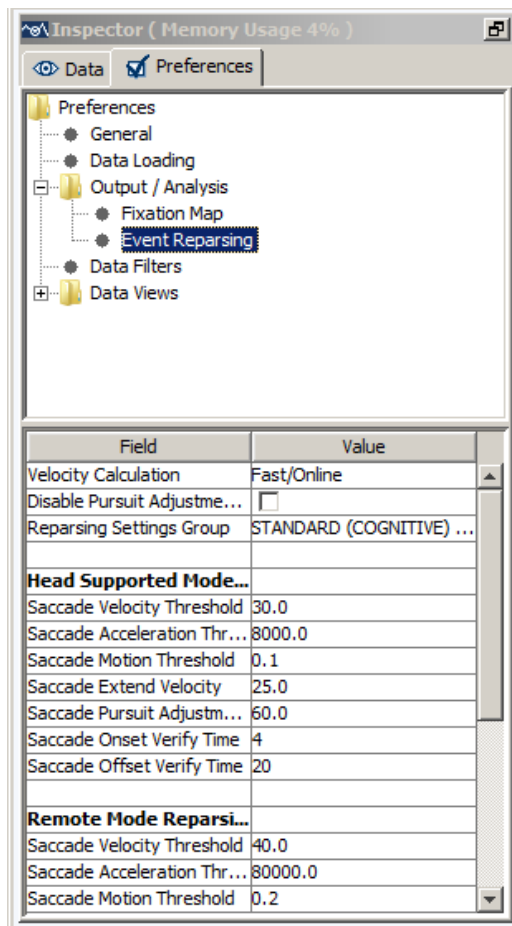 Inspector ( Memory Usage 4% )
Data Preferences
Preferences
General
Data Loading
Output / Analysis
Fixation Map
Event Reparsing
Data Filters
Data Views
Field Value
Velocity Calculation Fast/Online
Disable Pursuit Adjustme...
Reparsing Settings Group STANDARD (COGNITIVE) ...
Head Supported Mode...
Saccade Velocity Threshold 30.0
Saccade Acceleration Thr... 8000.0
Saccade Motion Threshold 0.1
Saccade Extend Velocity 25.0
Saccade Pursuit Adjustm... 60.0
Saccade Onset Verify Time 4
Saccade Offset Verify Time 20
Remote Mode Reparsi...
Saccade Velocity Threshold 40.0
Saccade Acceleration Thr... 80000.0
Saccade Motion Threshold 0.2